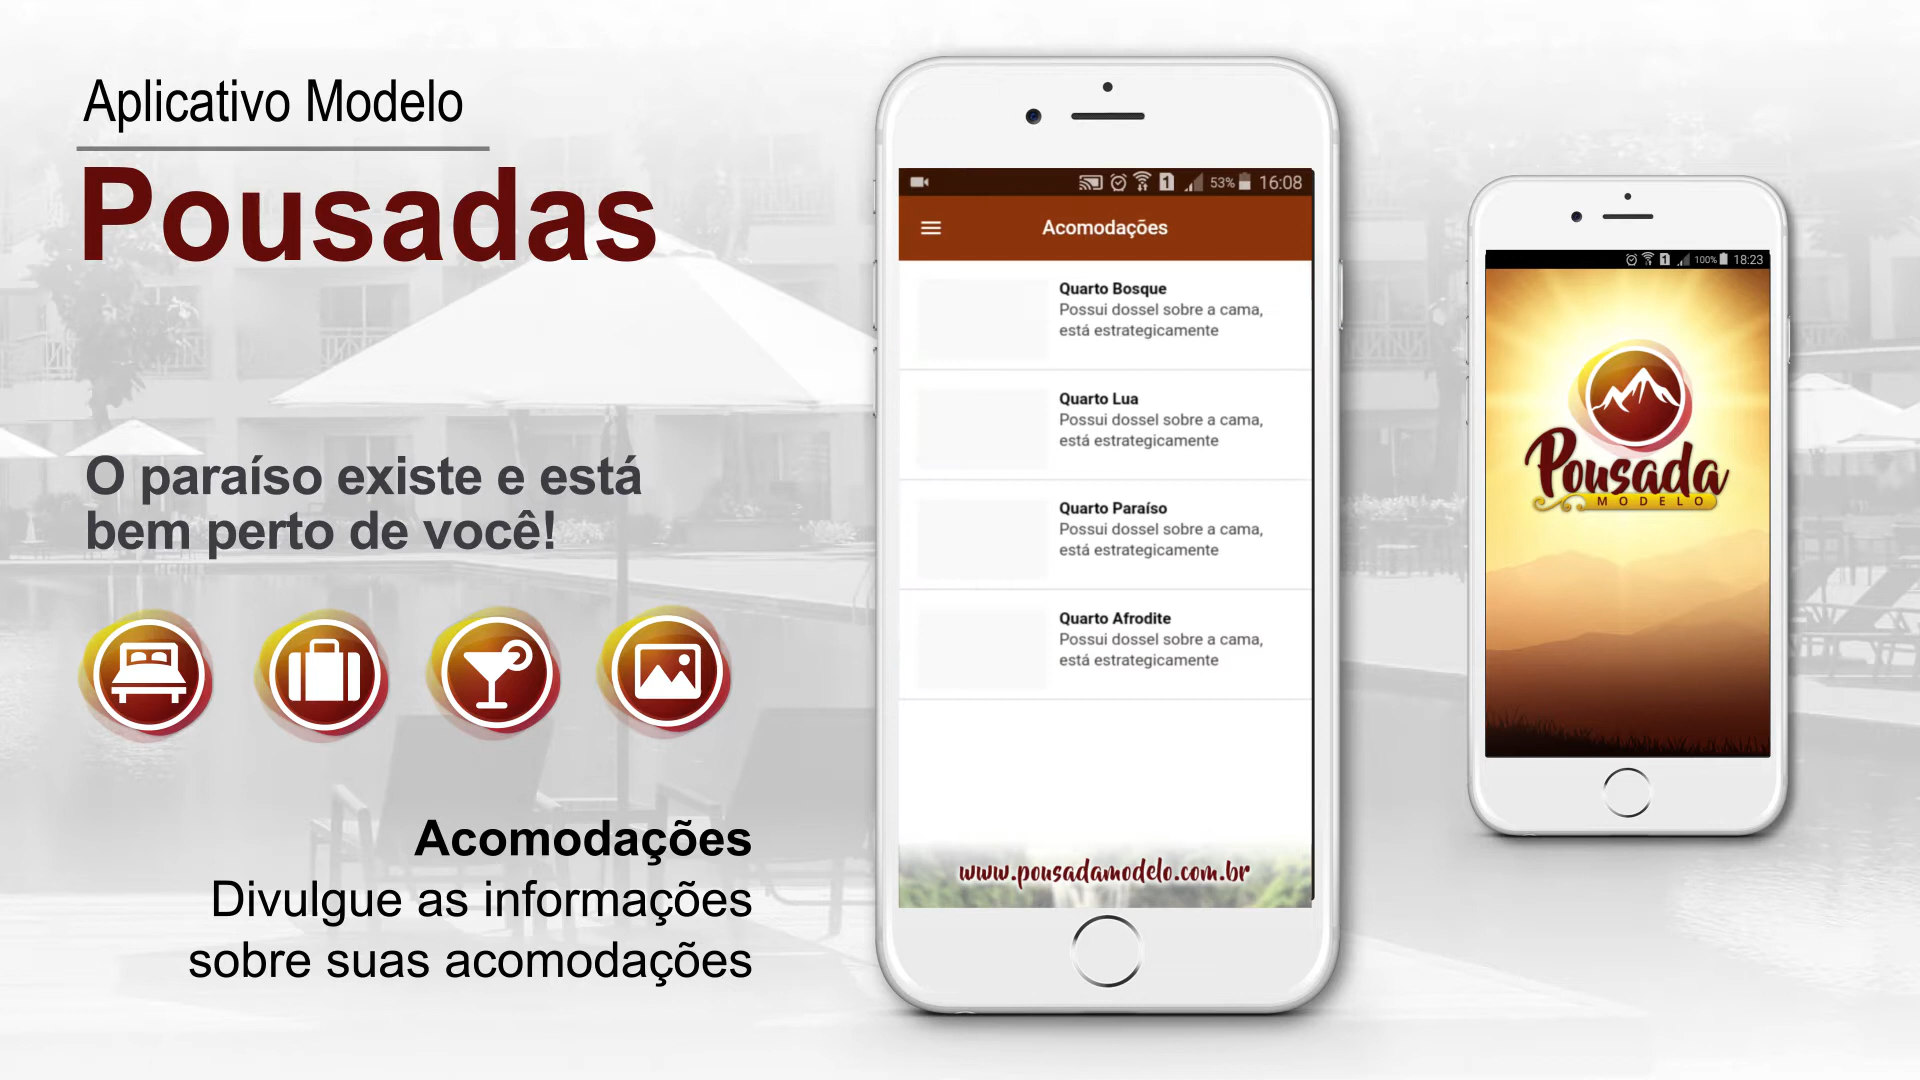 Aplicativo Modelo
Pousadas
O paraíso existe e está
bem perto de você!
Acomodações
Divulgue as informações
sobre suas acomodações
1 53% 16:08
Acomodações
Quarto Bosque
Possui dossel sobre a cama,
está estrategicamente
Quarto Lua
Possui dossel sobre a cama,
está estrategicamente
Quarto Paraíso
Possui dossel sobre a cama,
está estrategicamente
Quarto Afrodite
Possui dossel sobre a cama,
está estrategicamente
www.pousadamodelo.com.br
1 100% 18:23
Pousada
MODELO